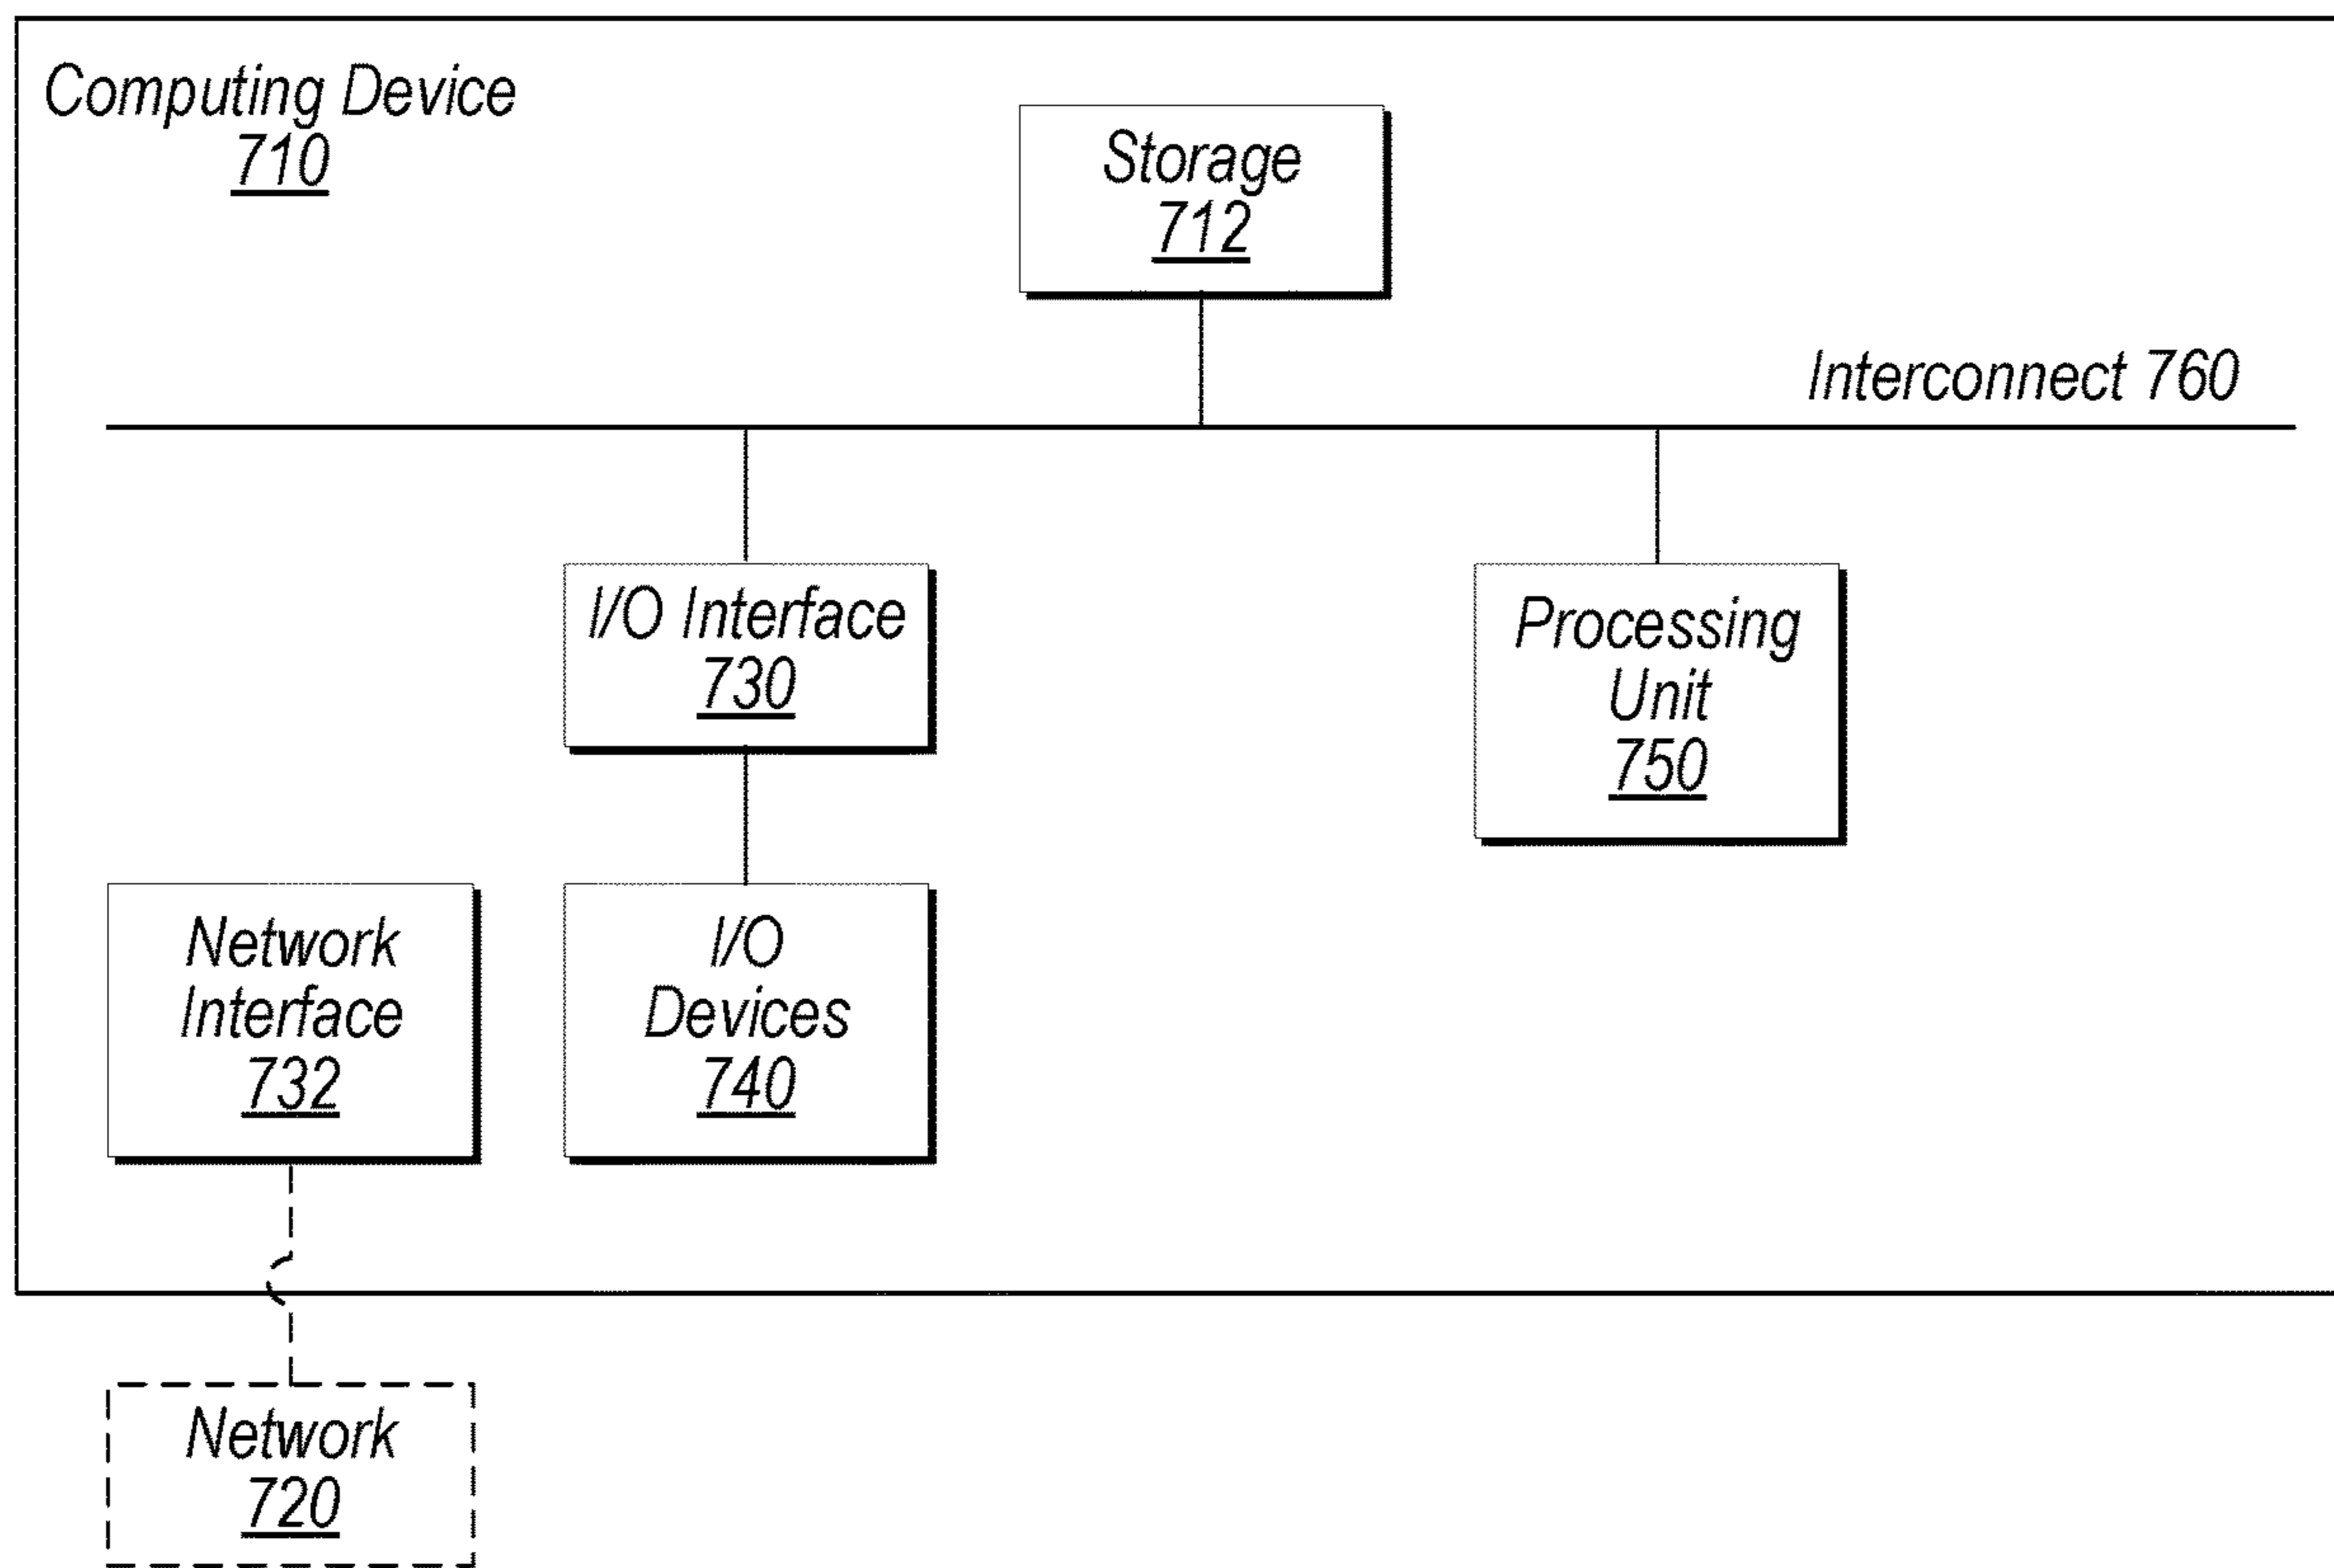 Computing Device
710
Storage
712
Interconnect 760
I/O Interface
730
Processing
Unit
750
Network
Interface
732
I/O
Devices
740
Network
720